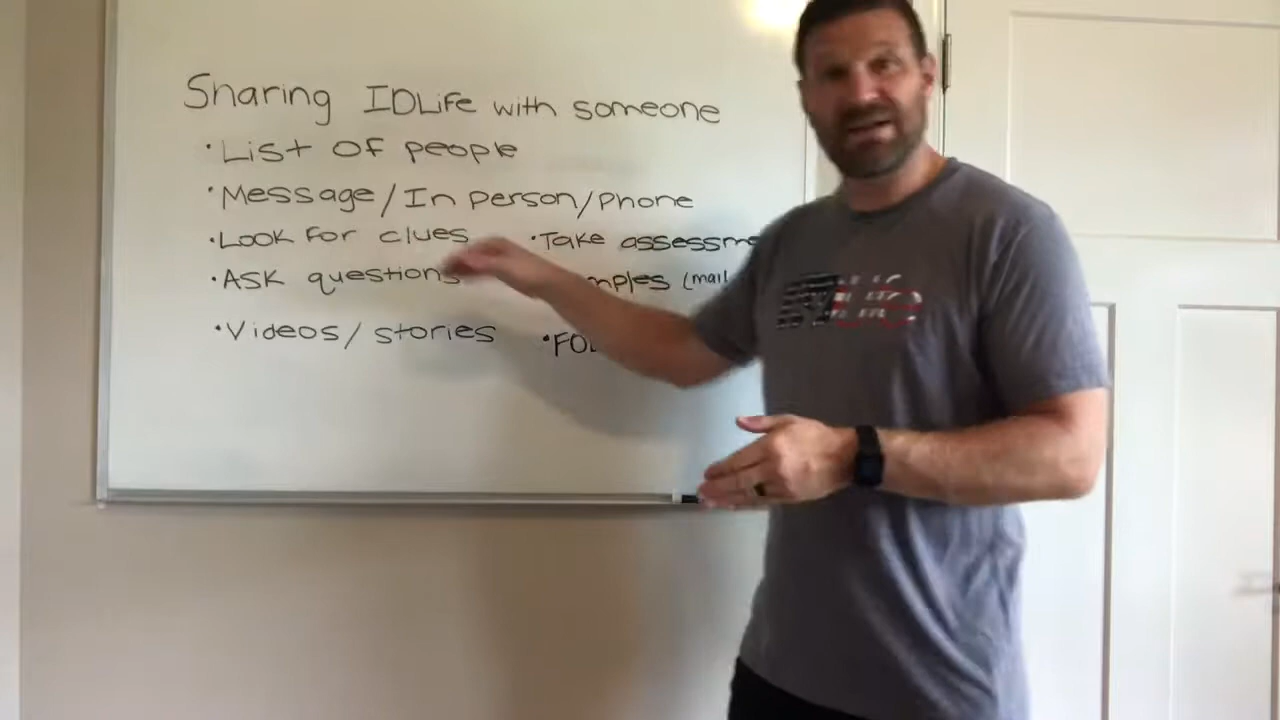 Sharing IDLife with someone
• List of people
• Message/In person/phone
• Look for clues
• Take
• Ask questions
(mail
• Videos/stories